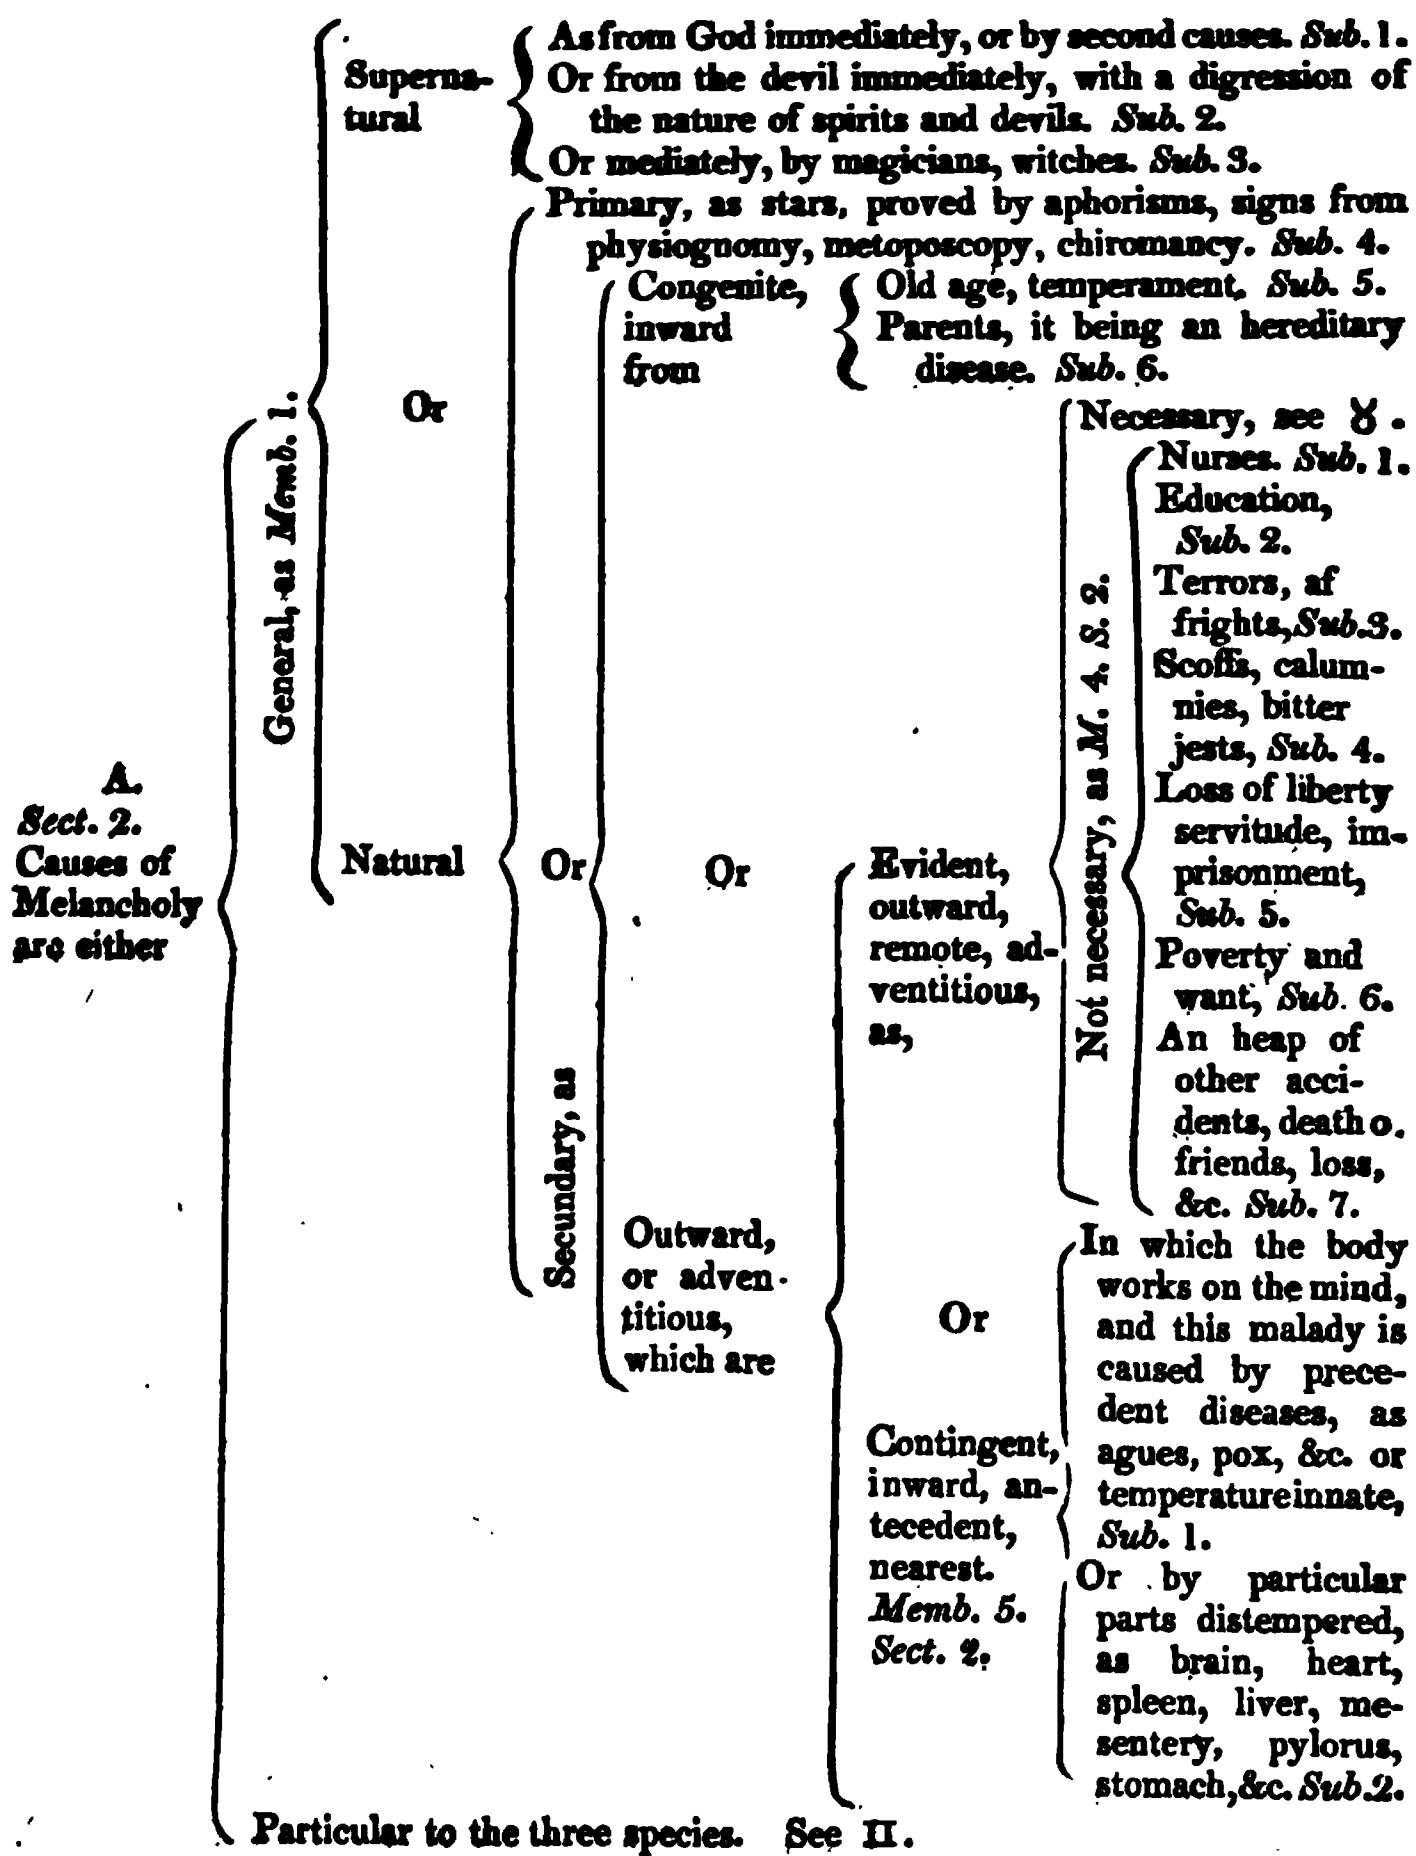 Superna-
tural
As from God immediately, or by second causes. Sub. 1.
Or from the devil immediately, with a digression of
the nature of spirits and devils. Sub. 2.
Or mediately, by magicians, witches. Sub. 3.
Primary, as stars, proved by aphorisms, signs from
physiognomy, metoposcopy, chiromancy. Sub. 4.
Congenite,
inward
from
Old age, temperament. Sub. 5.
Parents, it being an hereditary
disease. Sub. 6.
General, as Memb. 1.
Or
Necessary, see ♉.
Nurses. Sub. 1.
Education,
Sub. 2.
Terrors, af
frights, Sub. 3.
Scoffs, calum-
nies, bitter
jests, Sub. 4.
Loss of liberty
servitude, im-
prisonment,
Sub. 5.
Poverty and
want, Sub. 6.
An heap of
other acci-
dents, death o.
friends, loss,
&c. Sub. 7.
Not necessary, as M. 4. S. 2.
A.
Sect. 2.
Causes of
Melancholy
are either
Natural
Or
Or
Evident,
outward,
remote, ad-
ventitious,
as,
Secundary, as
Outward,
or adven-
titious,
which are
Or
Contingent,
inward, an-
tecedent,
nearest.
Memb. 5.
Sect. 2.
In which the body
works on the mind,
and this malady is
caused by prece-
dent diseases, as
agues, pox, &c. or
temperature innate,
Sub. 1.
Or by particular
parts distempered,
as brain, heart,
spleen, liver, me-
sentery, pylorus,
stomach, &c. Sub. 2.
Particular to the three species. See II.